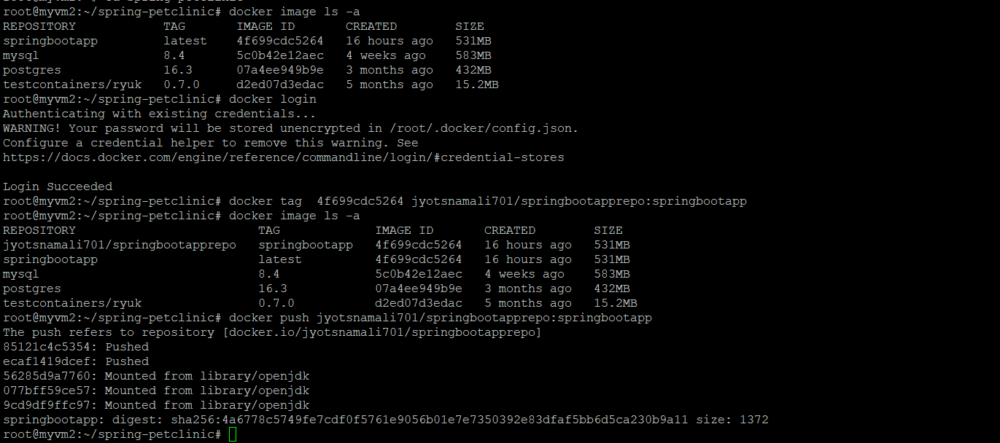 root@myvm2:~/spring-petclinic# docker image ls -a
REPOSITORY            TAG       IMAGE ID       CREATED        SIZE
springbootapp         latest    4f699cdc5264   16 hours ago   531MB
mysql                 8.4       5c0b42e12aec   4 weeks ago    583MB
postgres              16.3      07a4ee949b9e   3 months ago   432MB
testcontainers/ryuk   0.7.0     d2ed07d3edac   5 months ago   15.2MB
root@myvm2:~/spring-petclinic# docker login
Authenticating with existing credentials...
WARNING! Your password will be stored unencrypted in /root/.docker/config.json.
Configure a credential helper to remove this warning. See
https://docs.docker.com/engine/reference/commandline/login/#credential-stores

Login Succeeded
root@myvm2:~/spring-petclinic# docker tag  4f699cdc5264 jyotsnamali701/springbootapprepo:springbootapp
root@myvm2:~/spring-petclinic# docker image ls -a
REPOSITORY                         TAG             IMAGE ID       CREATED        SIZE
jyotsnamali701/springbootapprepo   springbootapp   4f699cdc5264   16 hours ago   531MB
springbootapp                      latest          4f699cdc5264   16 hours ago   531MB
mysql                              8.4             5c0b42e12aec   4 weeks ago    583MB
postgres                           16.3            07a4ee949b9e   3 months ago   432MB
testcontainers/ryuk                0.7.0           d2ed07d3edac   5 months ago   15.2MB
root@myvm2:~/spring-petclinic# docker push jyotsnamali701/springbootapprepo:springbootapp
The push refers to repository [docker.io/jyotsnamali701/springbootapprepo]
85121c4c5354: Pushed
ecaf1419dcef: Pushed
56285d9a7760: Mounted from library/openjdk
077bff59ce57: Mounted from library/openjdk
9cd9df9ffc97: Mounted from library/openjdk
springbootapp: digest: sha256:4a6778c5749fe7cdf0f5761e9056b01e7e7350392e83dfaf5bb6d5ca230b9a11 size: 1372
root@myvm2:~/spring-petclinic#